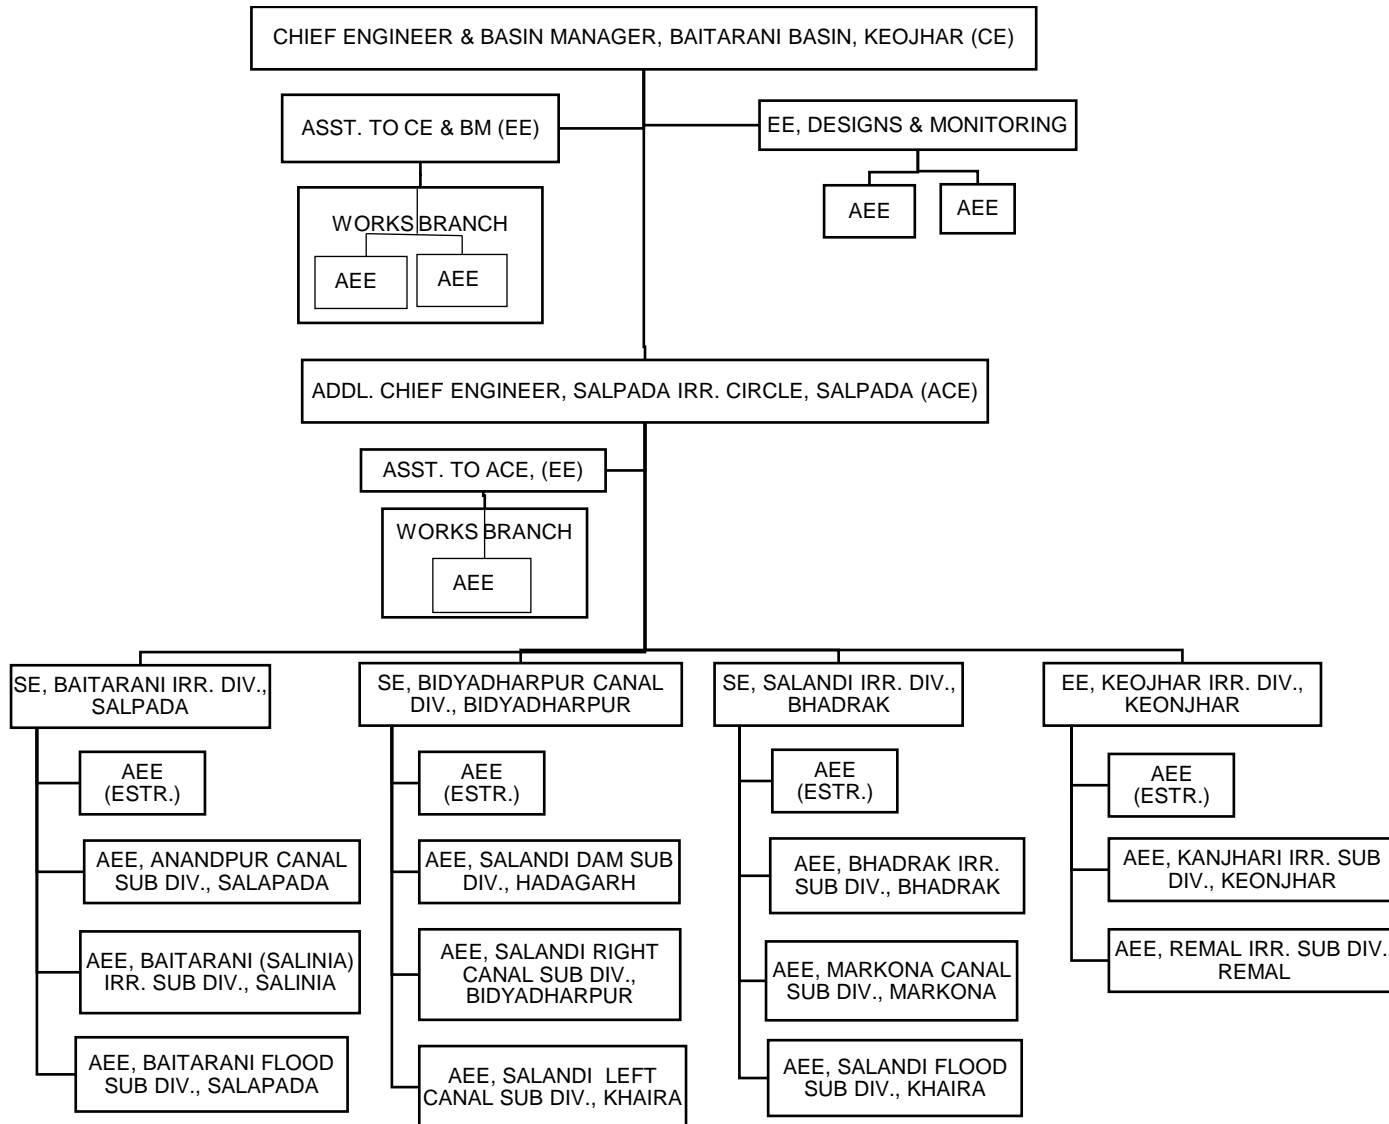 CHIEF ENGINEER & BASIN MANAGER, BAITARANI BASIN, KEOJHAR (CE)
ASST. TO CE & BM (EE)
EE, DESIGNS & MONITORING
WORKS BRANCH
AEE
AEE
AEE
AEE
ADDL. CHIEF ENGINEER, SALPADA IRR. CIRCLE, SALPADA (ACE)
ASST. TO ACE, (EE)
WORKS BRANCH
AEE
SE, BAITARANI IRR. DIV.,
SALPADA
AEE
(ESTR.)
AEE, ANANDPUR CANAL
SUB DIV., SALAPADA
AEE, BAITARANI (SALINIA)
IRR. SUB DIV., SALINIA
AEE, BAITARANI FLOOD
SUB DIV., SALAPADA
SE, BIDYADHARPUR CANAL
DIV., BIDYADHARPUR
AEE
(ESTR.)
AEE, SALANDI DAM SUB
DIV., HADAGARH
AEE, SALANDI RIGHT
CANAL SUB DIV.,
BIDYADHARPUR
AEE, SALANDI LEFT
CANAL SUB DIV., KHAIRA
SE, SALANDI IRR. DIV.,
BHADRAK
AEE
(ESTR.)
AEE, BHADRAK IRR.
SUB DIV., BHADRAK
AEE, MARKONA CANAL
SUB DIV., MARKONA
AEE, SALANDI FLOOD
SUB DIV., KHAIRA
EE, KEOJHAR IRR. DIV.,
KEONJHAR
AEE
(ESTR.)
AEE, KANJHARI IRR. SUB
DIV., KEONJHAR
AEE, REMAL IRR. SUB DIV.
REMAL